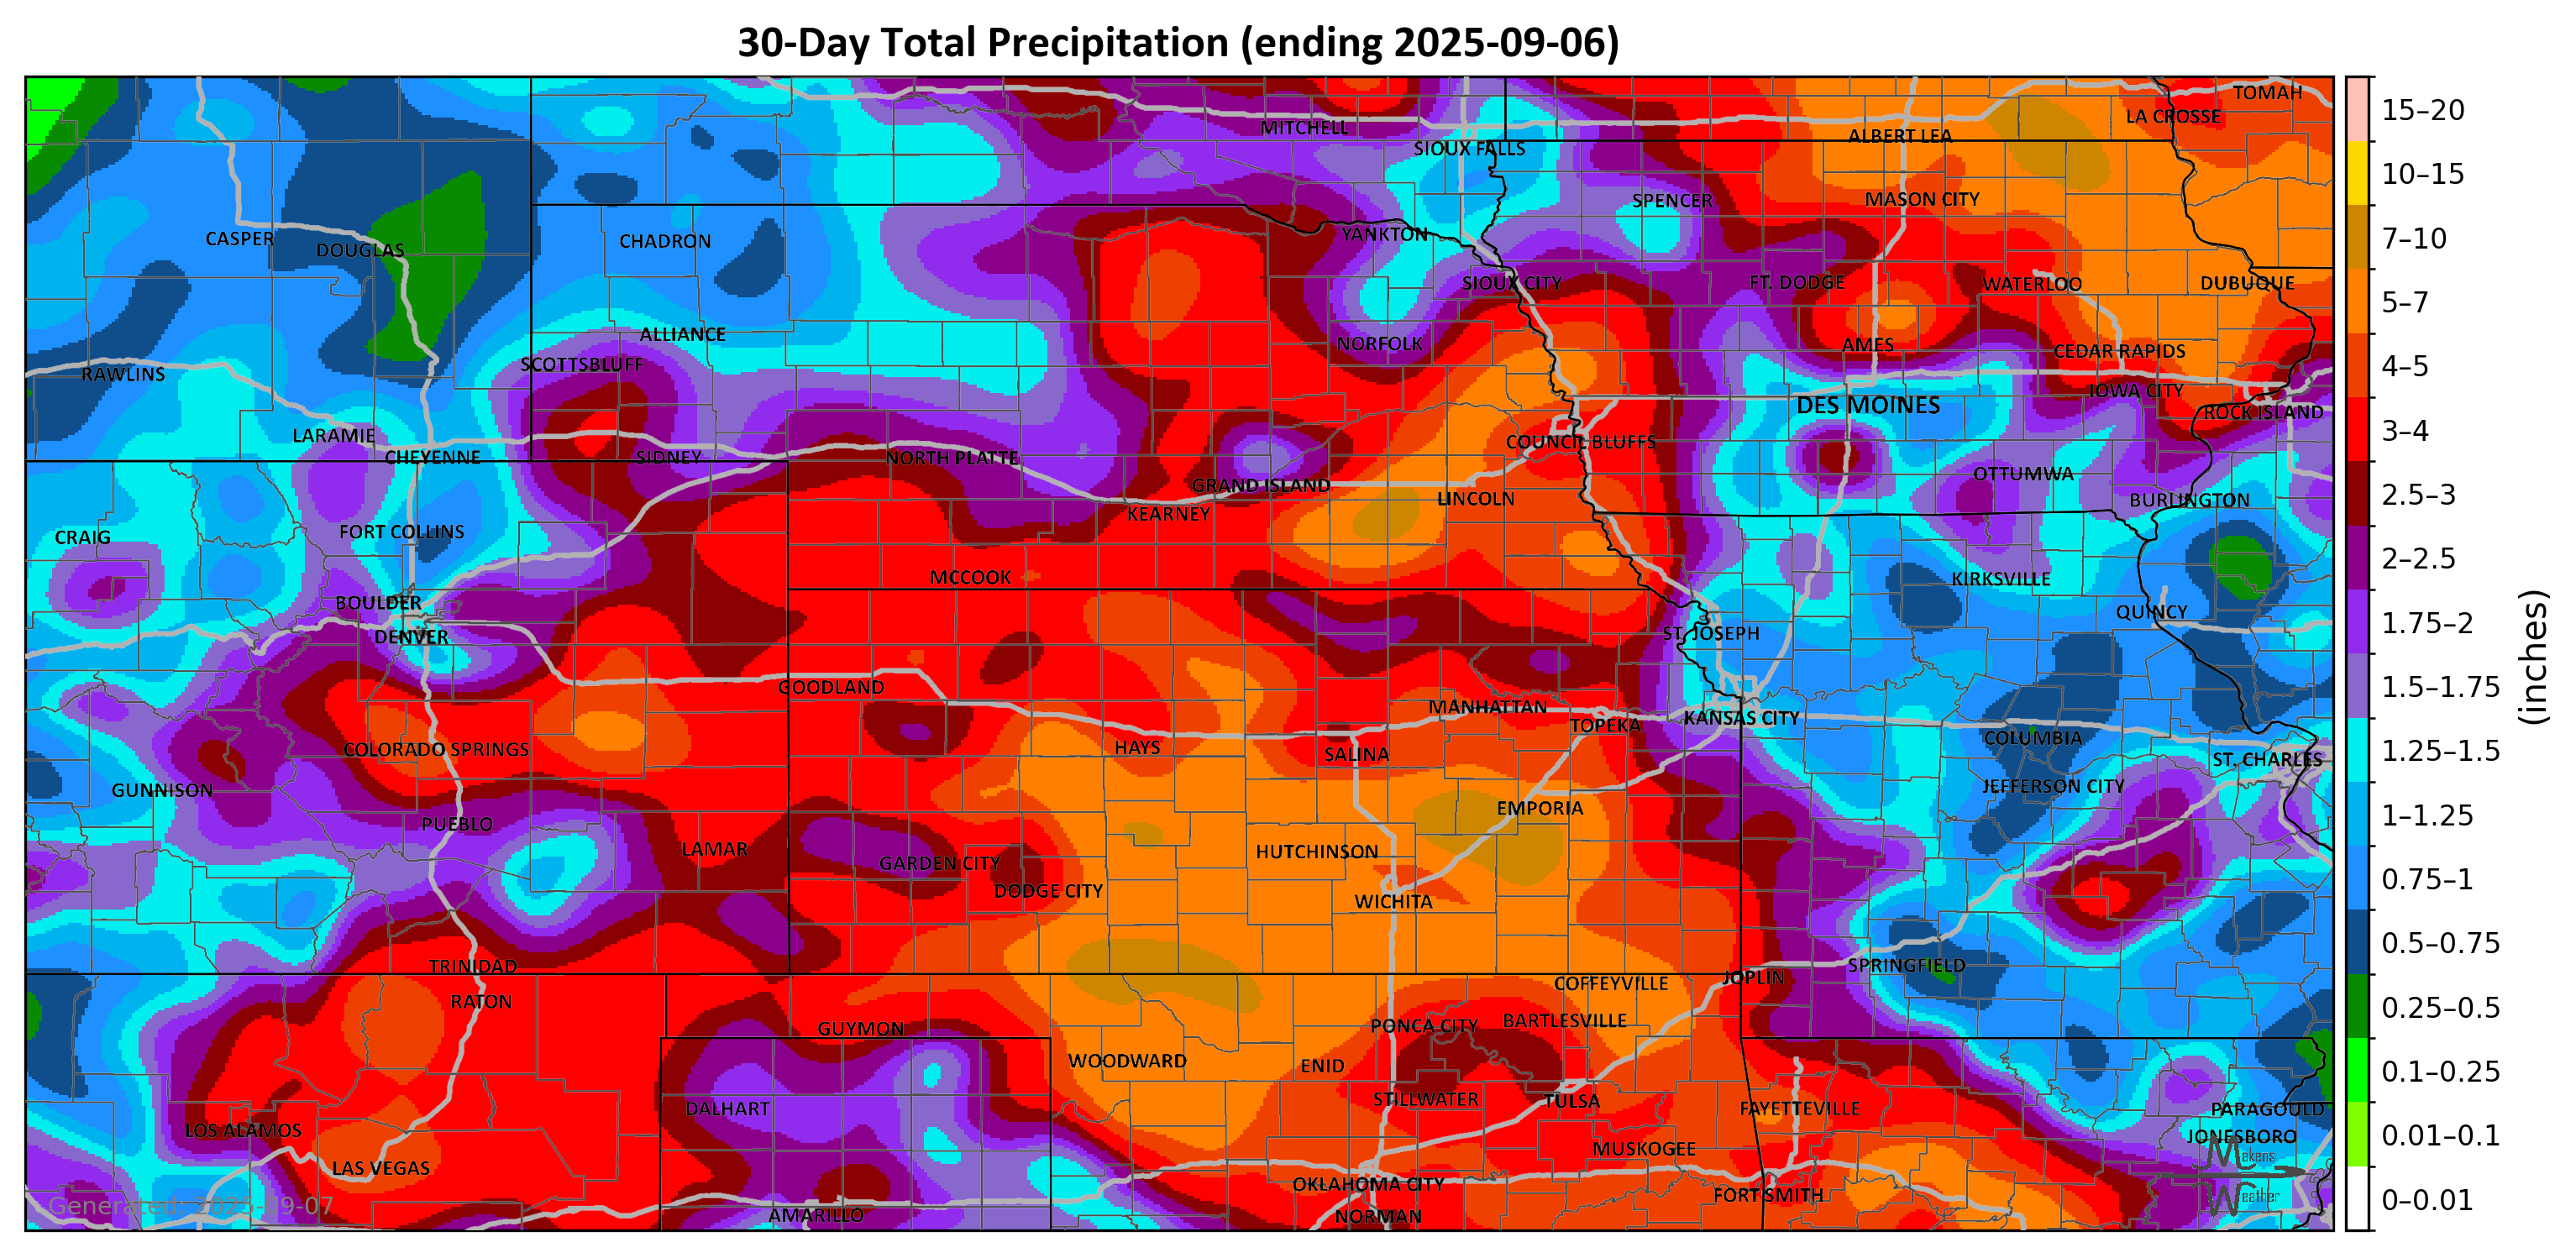 30-Day Total Precipitation (ending 2025-09-06)
TOMAH
LA CROSSE
MITCHELL
ALBERT LEA
SIOUX FALLS
SPENCER
MASON CITY
CASPER
DOUGLAS
CHADRON
YANKTON
SIOUX CITY
FT. DODGE
WATERLOO
DUBUQUE
ALLIANCE
NORFOLK
AMES
CEDAR RAPIDS
SCOTTSBLUFF
RAWLINS
IOWA CITY
DES MOINES
ROCK ISLAND
LARAMIE
COUNCIL BLUFFS
CHEYENNE
SIDNEY
NORTH PLATTE
OTTUMWA
GRAND ISLAND
LINCOLN
BURLINGTON
KEARNEY
CRAIG
FORT COLLINS
MCCOOK
KIRKSVILLE
BOULDER
QUINCY
DENVER
ST. JOSEPH
GOODLAND
MANHATTAN
TOPEKA
KANSAS CITY
COLUMBIA
COLORADO SPRINGS
HAYS
SALINA
ST. CHARLES
GUNNISON
JEFFERSON CITY
EMPORIA
PUEBLO
LAMAR
GARDEN CITY
HUTCHINSON
DODGE CITY
WICHITA
TRINIDAD
SPRINGFIELD
JOPLIN
COFFEYVILLE
RATON
GUYMON
PONCA CITY
BARTLESVILLE
WOODWARD
ENID
DALHART
STILLWATER
TULSA
FAYETTEVILLE
PARAGOULD
LOS ALAMOS
JONESBORO
MUSKOGEE
LAS VEGAS
OKLAHOMA CITY
FORT SMITH
AMARILLO
NORMAN
Generated: 2025-09-07
Makens
Weather
15–20
10–15
7–10
5–7
4–5
3–4
2.5–3
2–2.5
1.75–2
1.5–1.75
1.25–1.5
1–1.25
0.75–1
0.5–0.75
0.25–0.5
0.1–0.25
0.01–0.1
0–0.01
(inches)